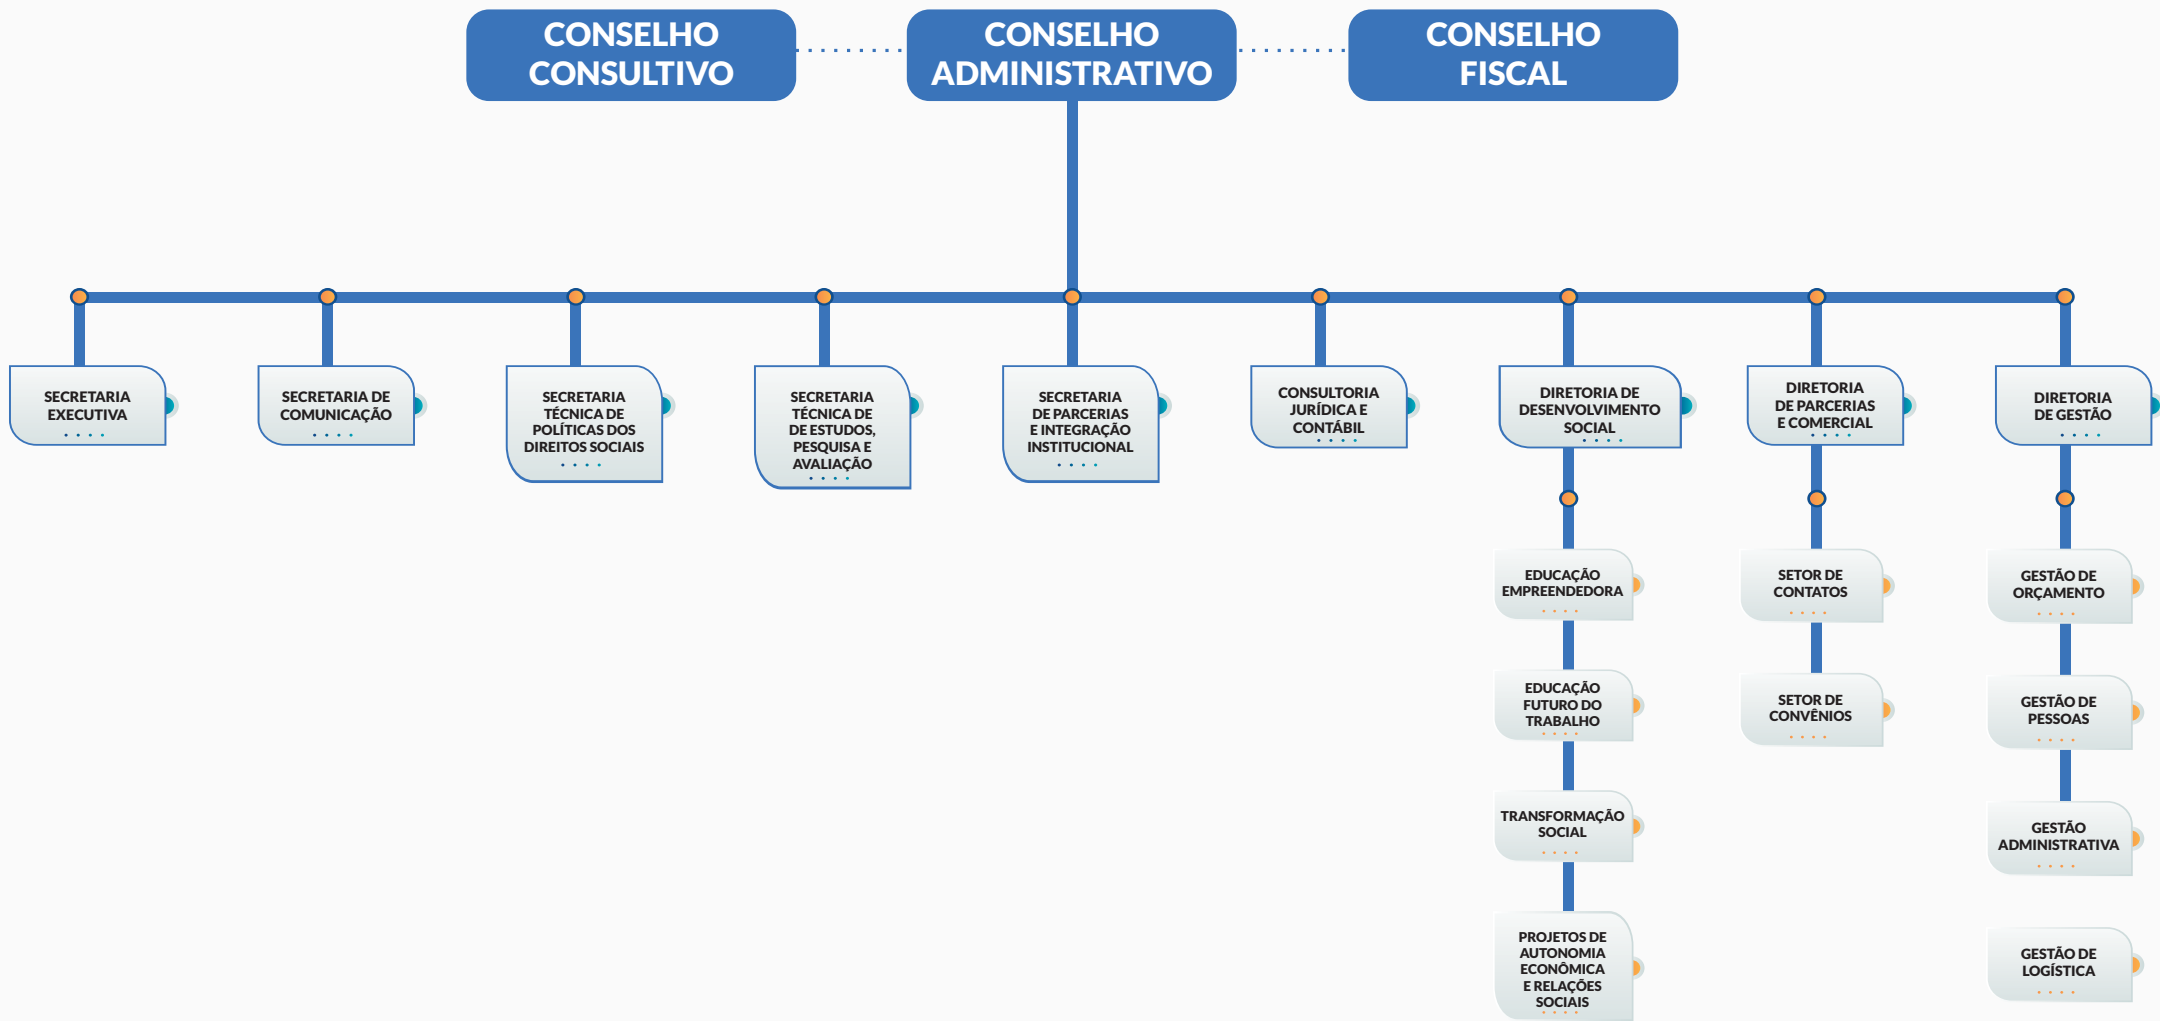 CONSELHO
CONSULTIVO
CONSELHO
ADMINISTRATIVO
CONSELHO
FISCAL
SECRETARIA
EXECUTIVA
SECRETARIA DE
COMUNICAÇÃO
SECRETARIA
TÉCNICA DE
POLÍTICAS DOS
DIREITOS SOCIAIS
SECRETARIA
TÉCNICA DE
DE ESTUDOS,
PESQUISA E
AVALIAÇÃO
SECRETARIA
DE PARCERIAS
E INTEGRAÇÃO
INSTITUCIONAL
CONSULTORIA
JURÍDICA E
CONTÁBIL
DIRETORIA DE
DESENVOLVIMENTO
SOCIAL
DIRETORIA
DE PARCERIAS
E COMERCIAL
DIRETORIA
DE GESTÃO
EDUCAÇÃO
EMPREENDEDORA
EDUCAÇÃO
FUTURO DO
TRABALHO
TRANSFORMAÇÃO
SOCIAL
PROJETOS DE
AUTONOMIA
ECONÔMICA
E RELAÇÕES
SOCIAIS
SETOR DE
CONTATOS
SETOR DE
CONVÊNIOS
GESTÃO DE
ORÇAMENTO
GESTÃO DE
PESSOAS
GESTÃO
ADMINISTRATIVA
GESTÃO DE
LOGÍSTICA